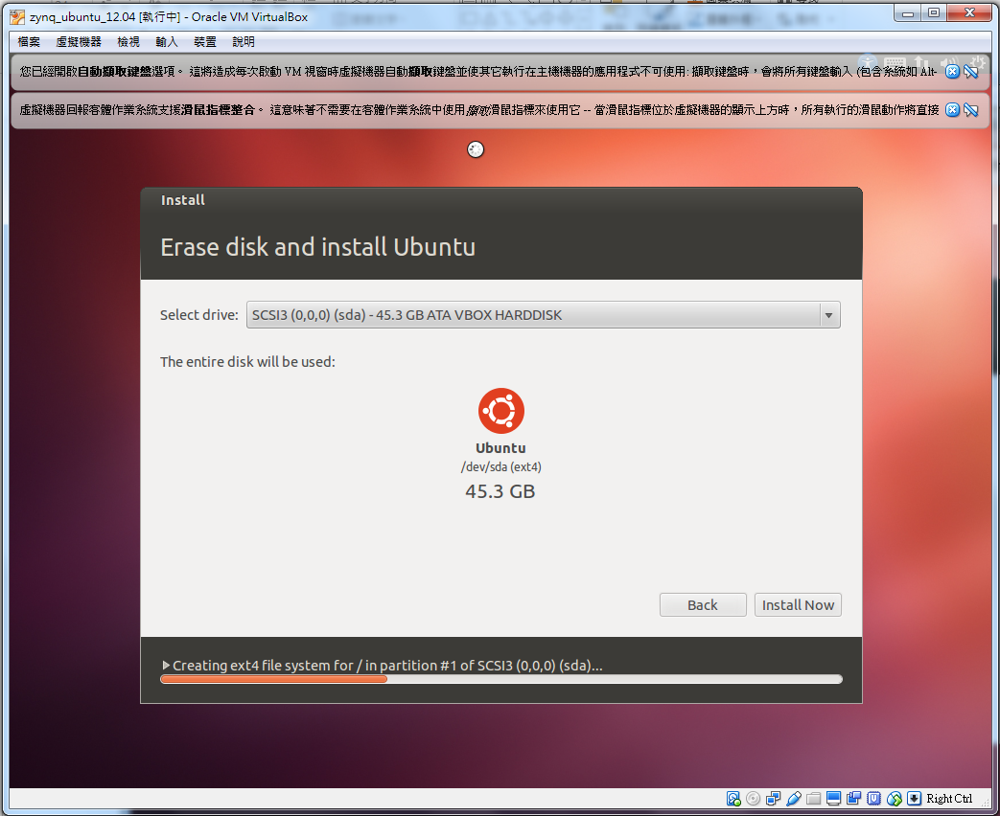 zynq_ubuntu_12.04 [執行中] - Oracle VM VirtualBox
檔案 虛擬機器 檢視 輸入 裝置 說明
您已經開啟自動擷取鍵盤選項。 這將造成每次啟動 VM 視窗時虛擬機器自動擷取鍵盤並使其它執行在主機機器的應用程式不可使用: 擷取鍵盤時，會將所有鍵盤輸入 (包含系統如 Alt-
虛擬機器回報客體作業系統支援滑鼠指標整合。 這意味著不需要在客體作業系統中使用擷取滑鼠指標來使用它 -- 當滑鼠指標位於虛擬機器的顯示上方時，所有執行的滑鼠動作將直接
Install
Erase disk and install Ubuntu
Select drive: SCSI3 (0,0,0) (sda) - 45.3 GB ATA VBOX HARDDISK
The entire disk will be used:
Ubuntu
/dev/sda (ext4)
45.3 GB
Back Install Now
Creating ext4 file system for / in partition #1 of SCSI3 (0,0,0) (sda)...
Right Ctrl